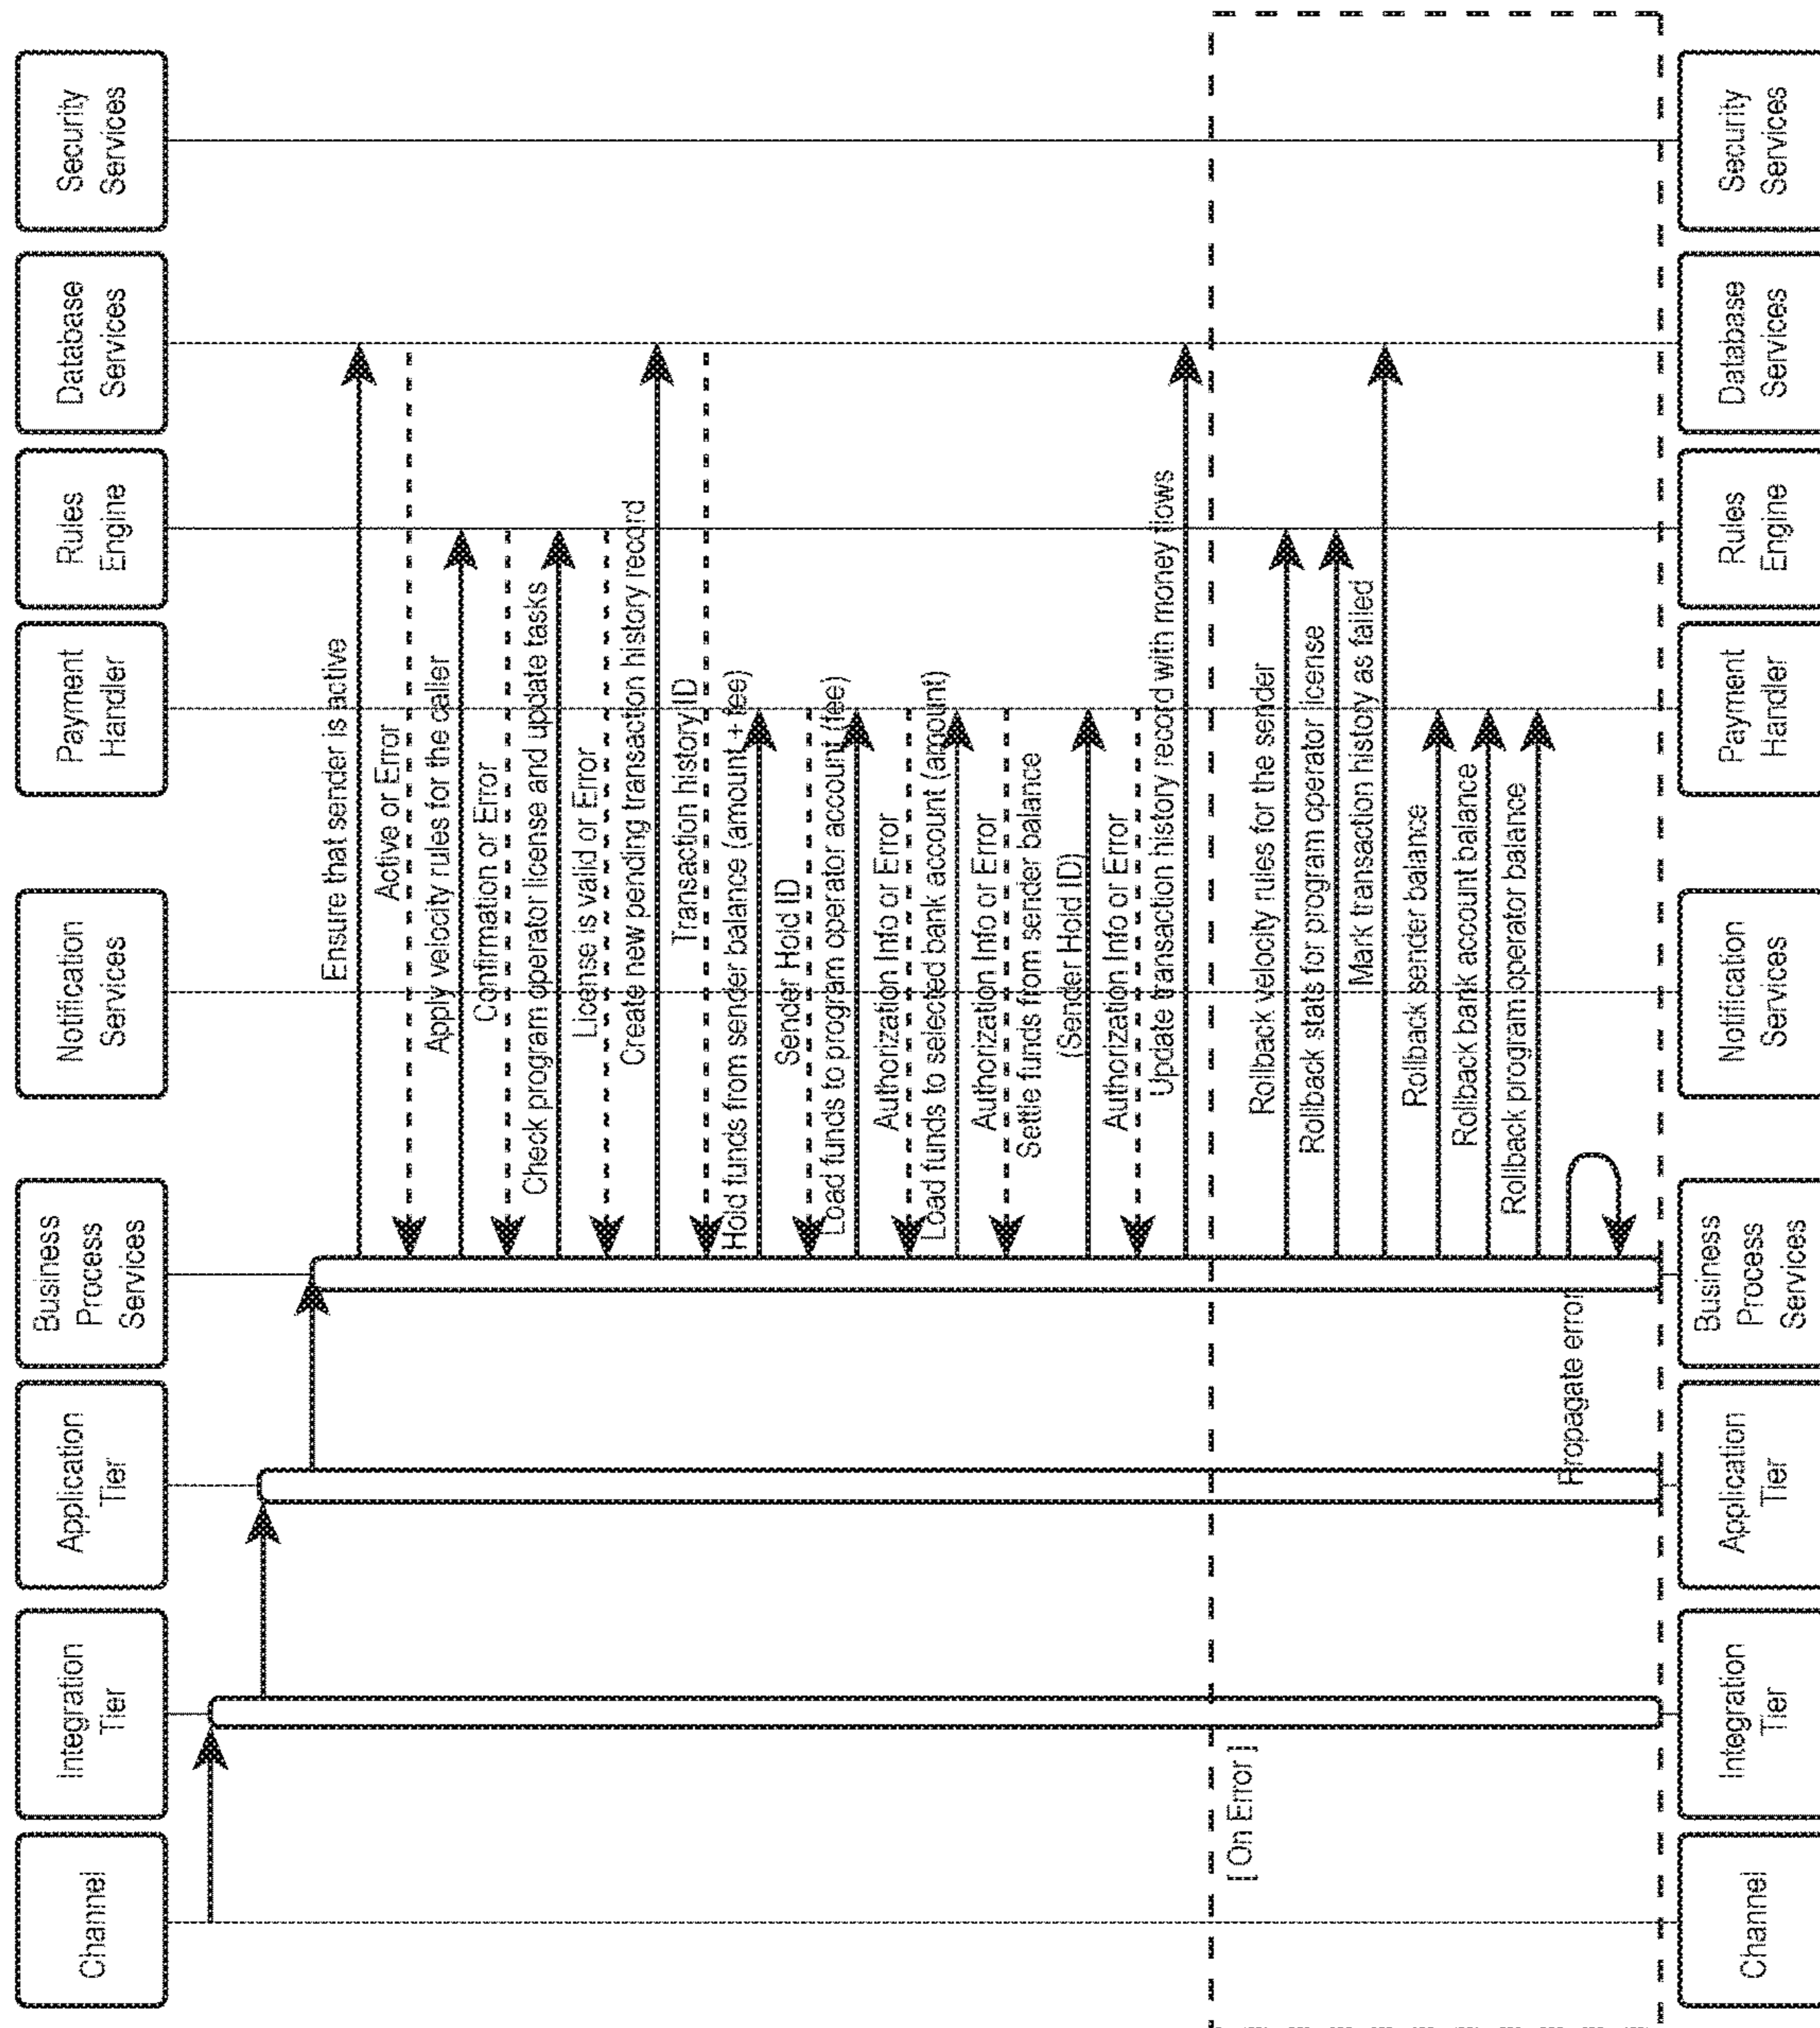 Channel
Integration
Tier
Application
Tier
Business
Process
Services
Notification
Services
Payment
Handler
Rules
Engine
Database
Services
Security
Services
Ensure that sender is active
Active or Error
Apply velocity rules for the caller
Confirmation or Error
Check program operator license and update tasks
License is valid or Error
Create new pending transaction history record
Transaction history ID
Hold funds from sender balance (amount + fee)
Sender Hold ID
Load funds to program operator account (fee)
Authorization Info or Error
Load funds to selected bank account (amount)
Authorization Info or Error
Settle funds from sender balance
(Sender Hold ID)
Authorization Info or Error
Update transaction history record with money flows
[ On Error ]
Rollback velocity rules for the sender
Rollback stats for program operator license
Mark transaction history as failed
Rollback sender balance
Rollback bank account balance
Rollback program operator balance
Propagate error
Channel
Integration
Tier
Application
Tier
Business
Process
Services
Notification
Services
Payment
Handler
Rules
Engine
Database
Services
Security
Services